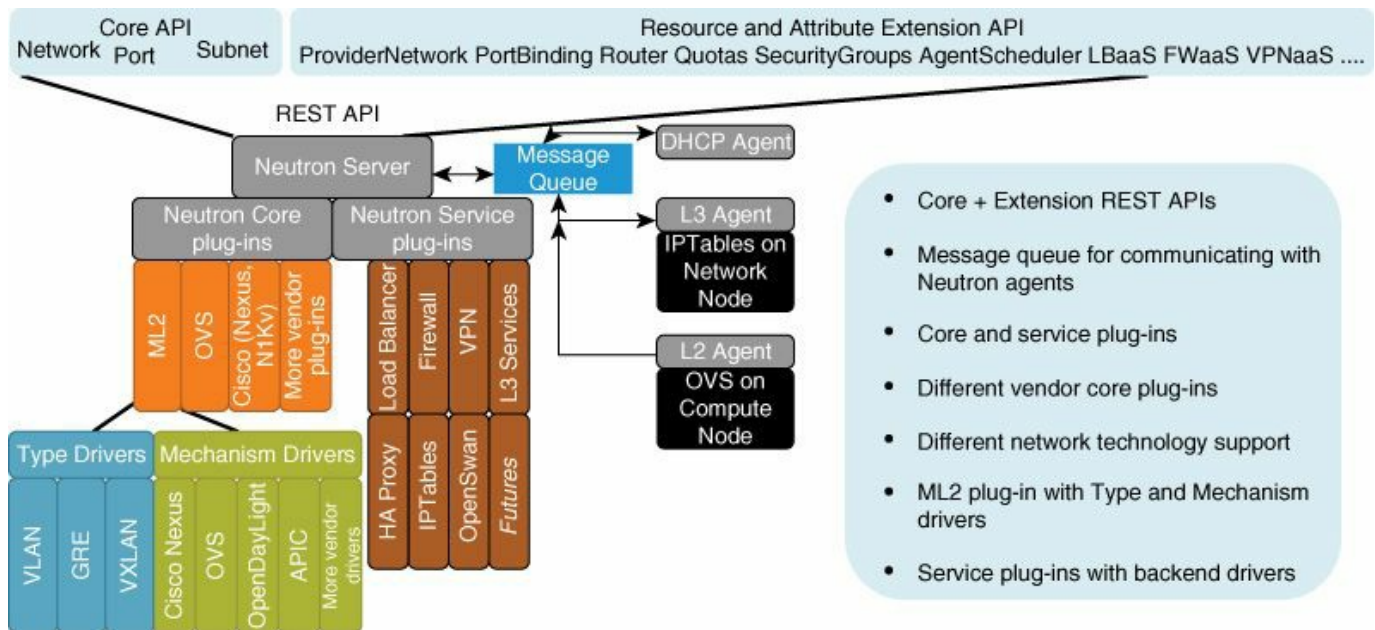 Core API
Network Port Subnet
Resource and Attribute Extension API
ProviderNetwork PortBinding Router Quotas SecurityGroups AgentScheduler LBaaS FWaaS VPNaaS ....
REST API
Neutron Server
Message
Queue
DHCP Agent
Neutron Core
plug-ins
Neutron Service
plug-ins
L3 Agent
IPTables on
Network
Node
L2 Agent
OVS on
Compute
Node
ML2
OVS
Cisco (Nexus,
N1Kv)
More vendor
plug-ins
Load Balancer
Firewall
VPN
L3 Services
HA Proxy
IPTables
OpenSwan
Futures
Type Drivers
Mechanism Drivers
VLAN
GRE
VXLAN
Cisco Nexus
OVS
OpenDayLight
APIC
More vendor
drivers
• Core + Extension REST APIs
• Message queue for communicating with
Neutron agents
• Core and service plug-ins
• Different vendor core plug-ins
• Different network technology support
• ML2 plug-in with Type and Mechanism
drivers
• Service plug-ins with backend drivers